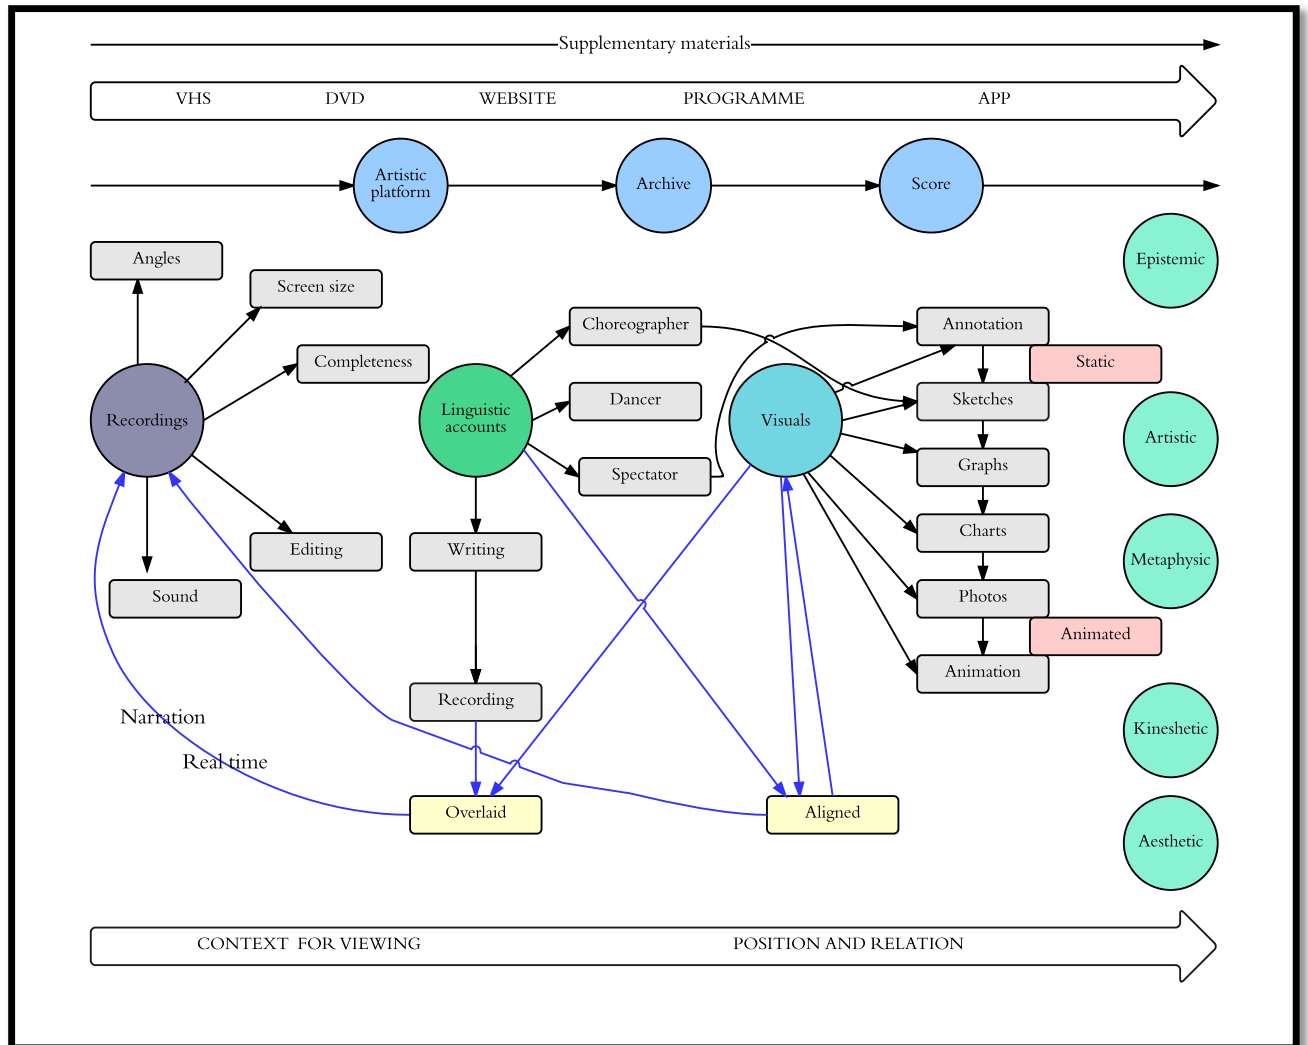 Supplementary materials
VHS DVD WEBSITE PROGRAMME APP
Artistic
platform
Archive
Score
Epistemic
Angles
Screen size
Completeness
Recordings
Editing
Sound
Choreographer
Dancer
Spectator
Linguistic
accounts
Writing
Recording
Visuals
Annotation
Static
Sketches
Graphs
Charts
Photos
Animated
Animation
Artistic
Metaphysic
Kineshetic
Aesthetic
Narration
Real time
Overlaid
Aligned
CONTEXT FOR VIEWING POSITION AND RELATION